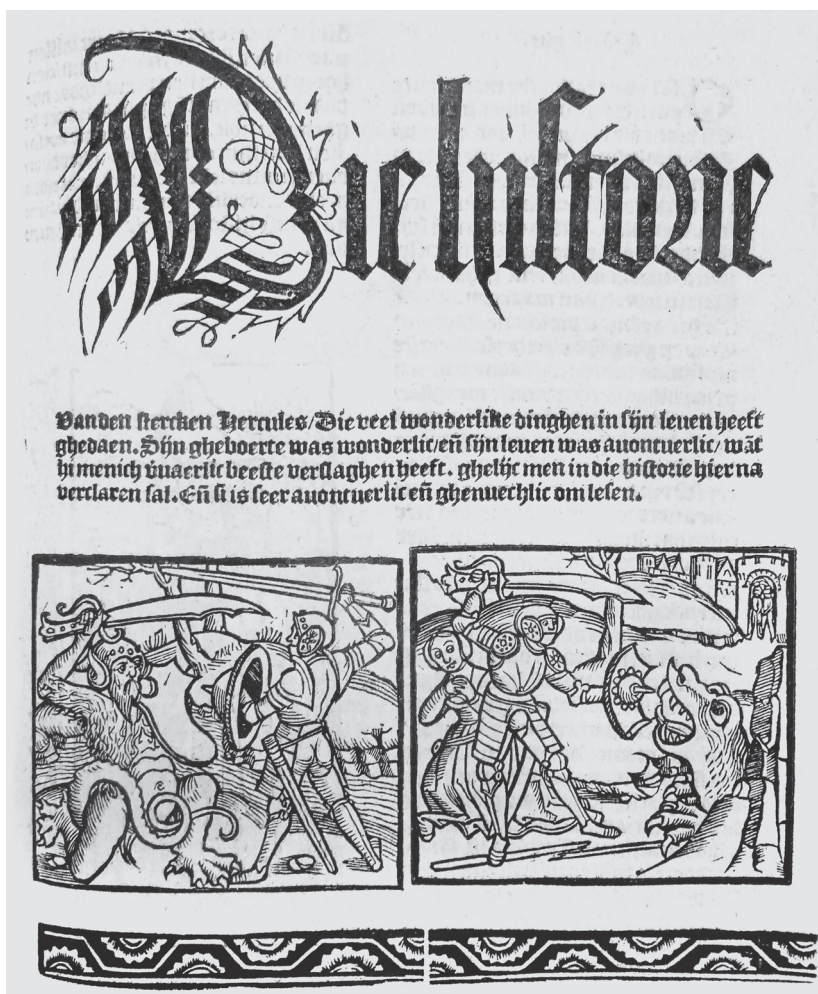 Die historie
Vanden stercken Hercules/Die veel wonderlike dinghen in sijn leuen heeft
ghedaen. Sijn gheboerte was wonderlic/eñ sijn leuen was auontuerlic/ wãt
hi menich ṽuaerlic beeste verslaghen heeft. ghelijc men in die historie hier na
verclaren sal. Eñ si is seer auontuerlic eñ ghenuechlic om lesen.